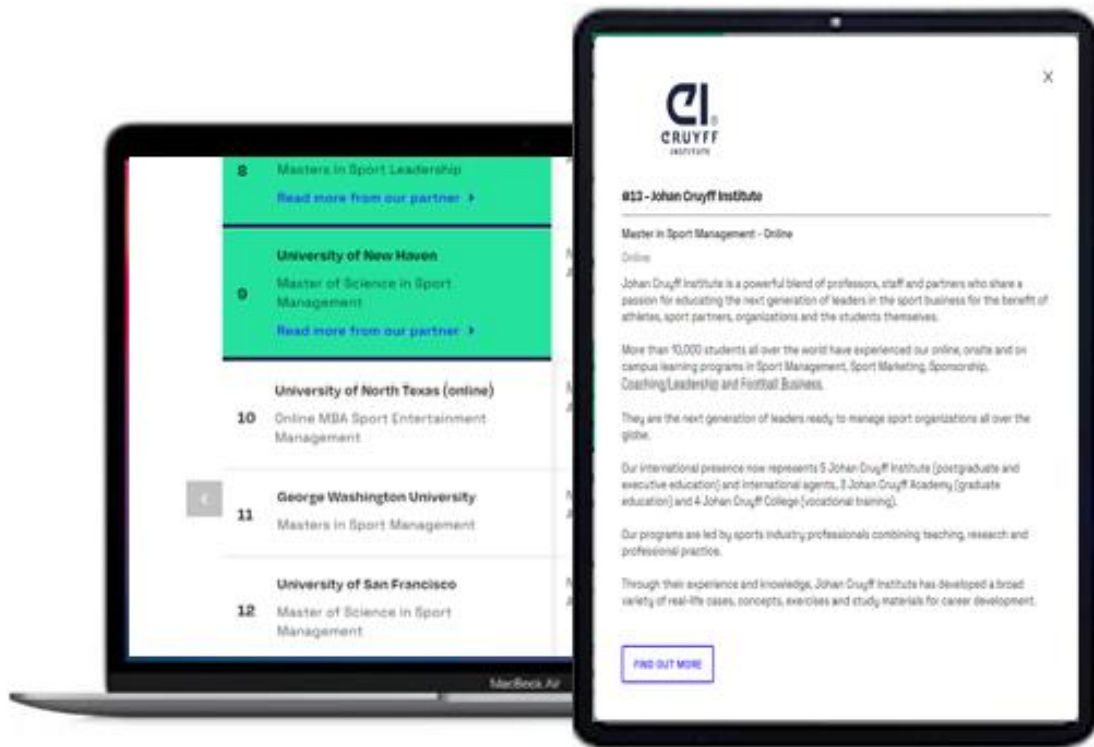 8
Masters in Sport Leadership
Read more from our partner
9
University of New Haven
Master of Science in Sport
Management
Read more from our partner
10
University of North Texas (online)
Online MBA Sport Entertainment
Management
11
George Washington University
Masters in Sport Management
12
University of San Francisco
Master of Science in Sport
Management
MacBook Air
X
CI®
CRUYFF
INSTITUTE
#13 - Johan Cruyff Institute
Master in Sport Management - Online
Online
Johan Cruyff Institute is a powerful blend of professors, staff and partners who share a
passion for educating the next generation of leaders in the sport business for the benefit of
athletes, sport partners, organizations and the students themselves.
More than 10,000 students all over the world have experienced our online, onsite and on
campus learning programs in Sport Management, Sport Marketing, Sponsorship,
Coaching/Leadership and Football Business.
They are the next generation of leaders ready to manage sport organizations all over the
globe.
Our international presence now represents 5 Johan Cruyff Institute (postgraduate and
executive education) and international agents, 3 Johan Cruyff Academy (graduate
education) and 4 Johan Cruyff College (vocational training).
Our programs are led by sports industry professionals combining teaching, research and
professional practice.
Through their experience and knowledge, Johan Cruyff Institute has developed a broad
variety of real-life cases, concepts, exercises and study materials for career development.
FIND OUT MORE